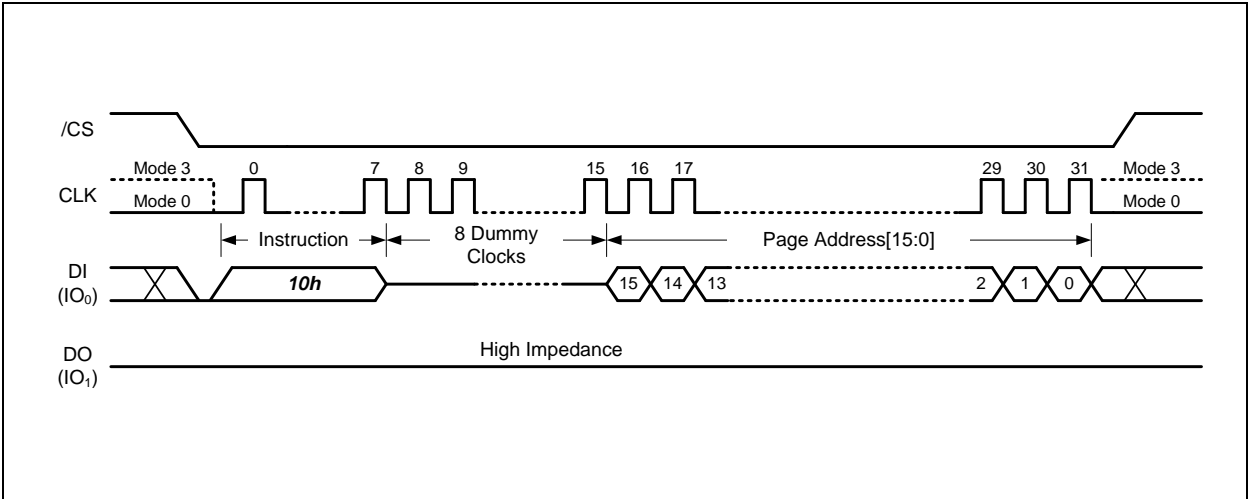 /CS
Mode 3 0 7 8 9 15 16 17 29 30 31 Mode 3
CLK
Mode 0 Mode 0
Instruction 8 Dummy Clocks Page Address[15:0]
DI
(IO0) 10h 15 14 13 2 1 0
High Impedance
DO
(IO1)